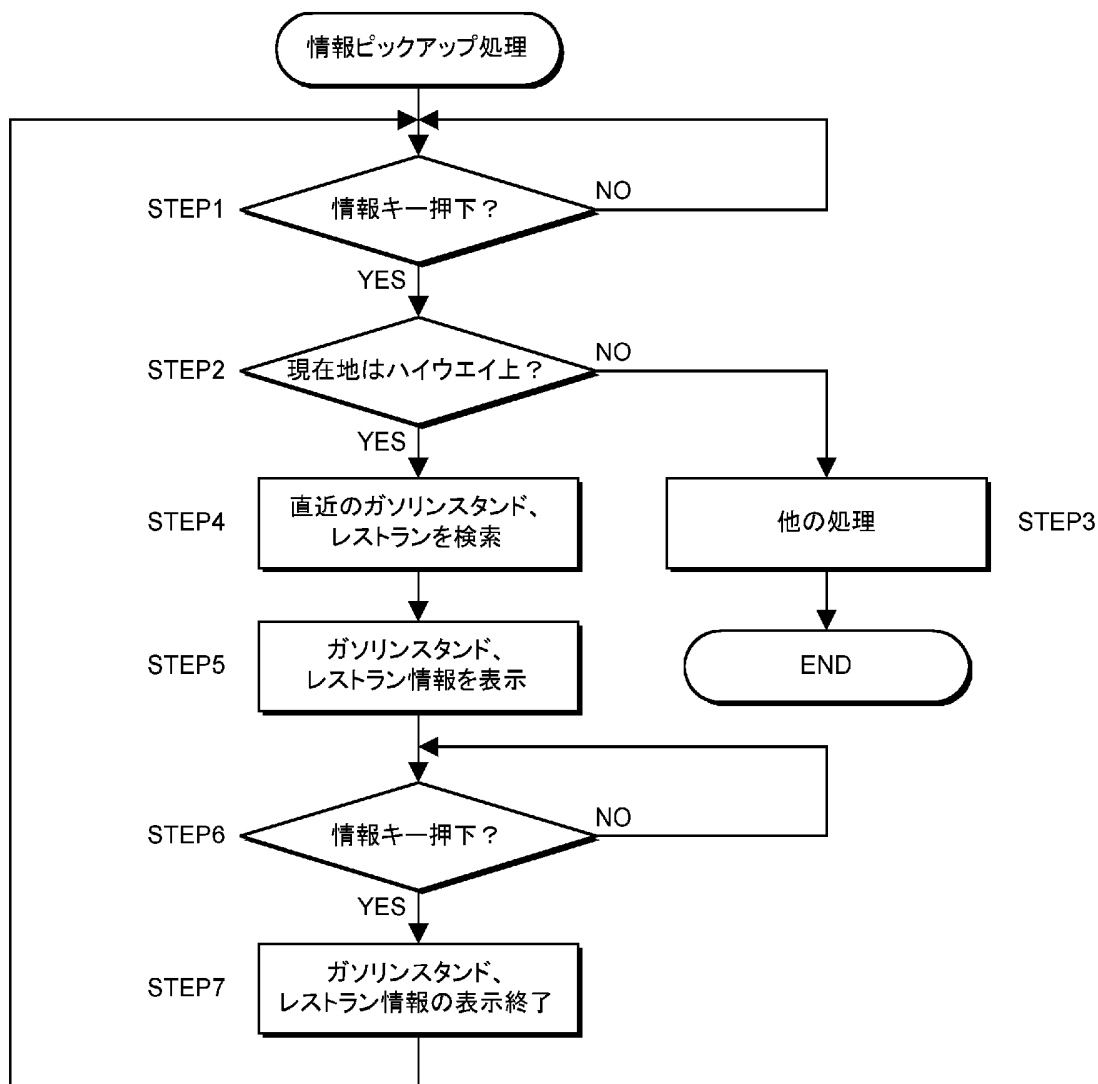 情報ピックアップ処理
STEP1
情報キー押下？
NO
YES
STEP2
現在地はハイウエイ上？
NO
YES
STEP4
直近のガソリンスタンド、
レストランを検索
他の処理
STEP3
STEP5
ガソリンスタンド、
レストラン情報を表示
END
STEP6
情報キー押下？
NO
YES
STEP7
ガソリンスタンド、
レストラン情報の表示終了